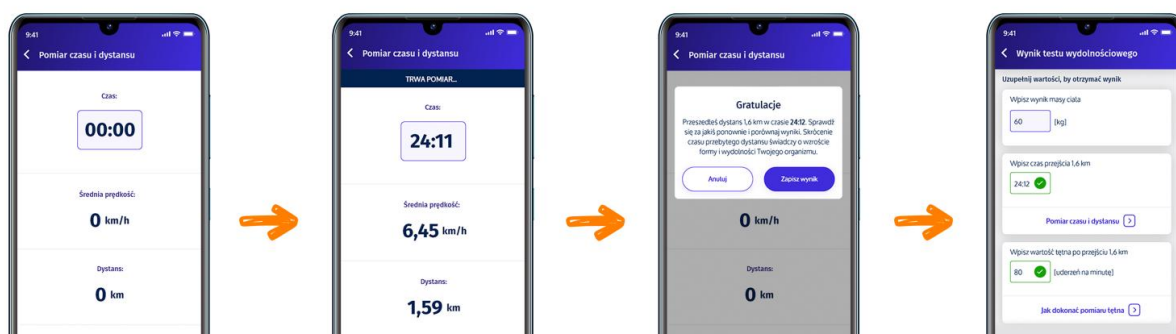 9:41
Pomiar czasu i dystansu
Czas:
00:00
Średnia prędkość:
0 km/h
Dystans:
0 km
9:41
Pomiar czasu i dystansu
TRWA POMIAR...
Czas:
24:11
Średnia prędkość:
6,45 km/h
Dystans:
1,59 km
9:41
Pomiar czasu i dystansu
Gratulacje
Przeszedłeś dystans 1,6 km w czasie 24:12. Sprawdź
się za jakiś ponownie i porównaj wyniki. Skrócenie
czasu przebytego dystansu świadczy o wzroście
formy i wydolności Twojego organizmu.
Anuluj
Zapisz wynik
0 km/h
Dystans:
0 km
9:41
Wynik testu wydolnościowego
Uzupełnij wartości, by otrzymać wynik
Wpisz wynik masy ciala
60 [kg]
Wpisz czas przejścia 1,6 km
24:12
Pomiar czasu i dystansu
Wpisz wartość tętna po przejściu 1,6 km
80 [uderzeń na minutę]
Jak dokonać pomiaru tętna